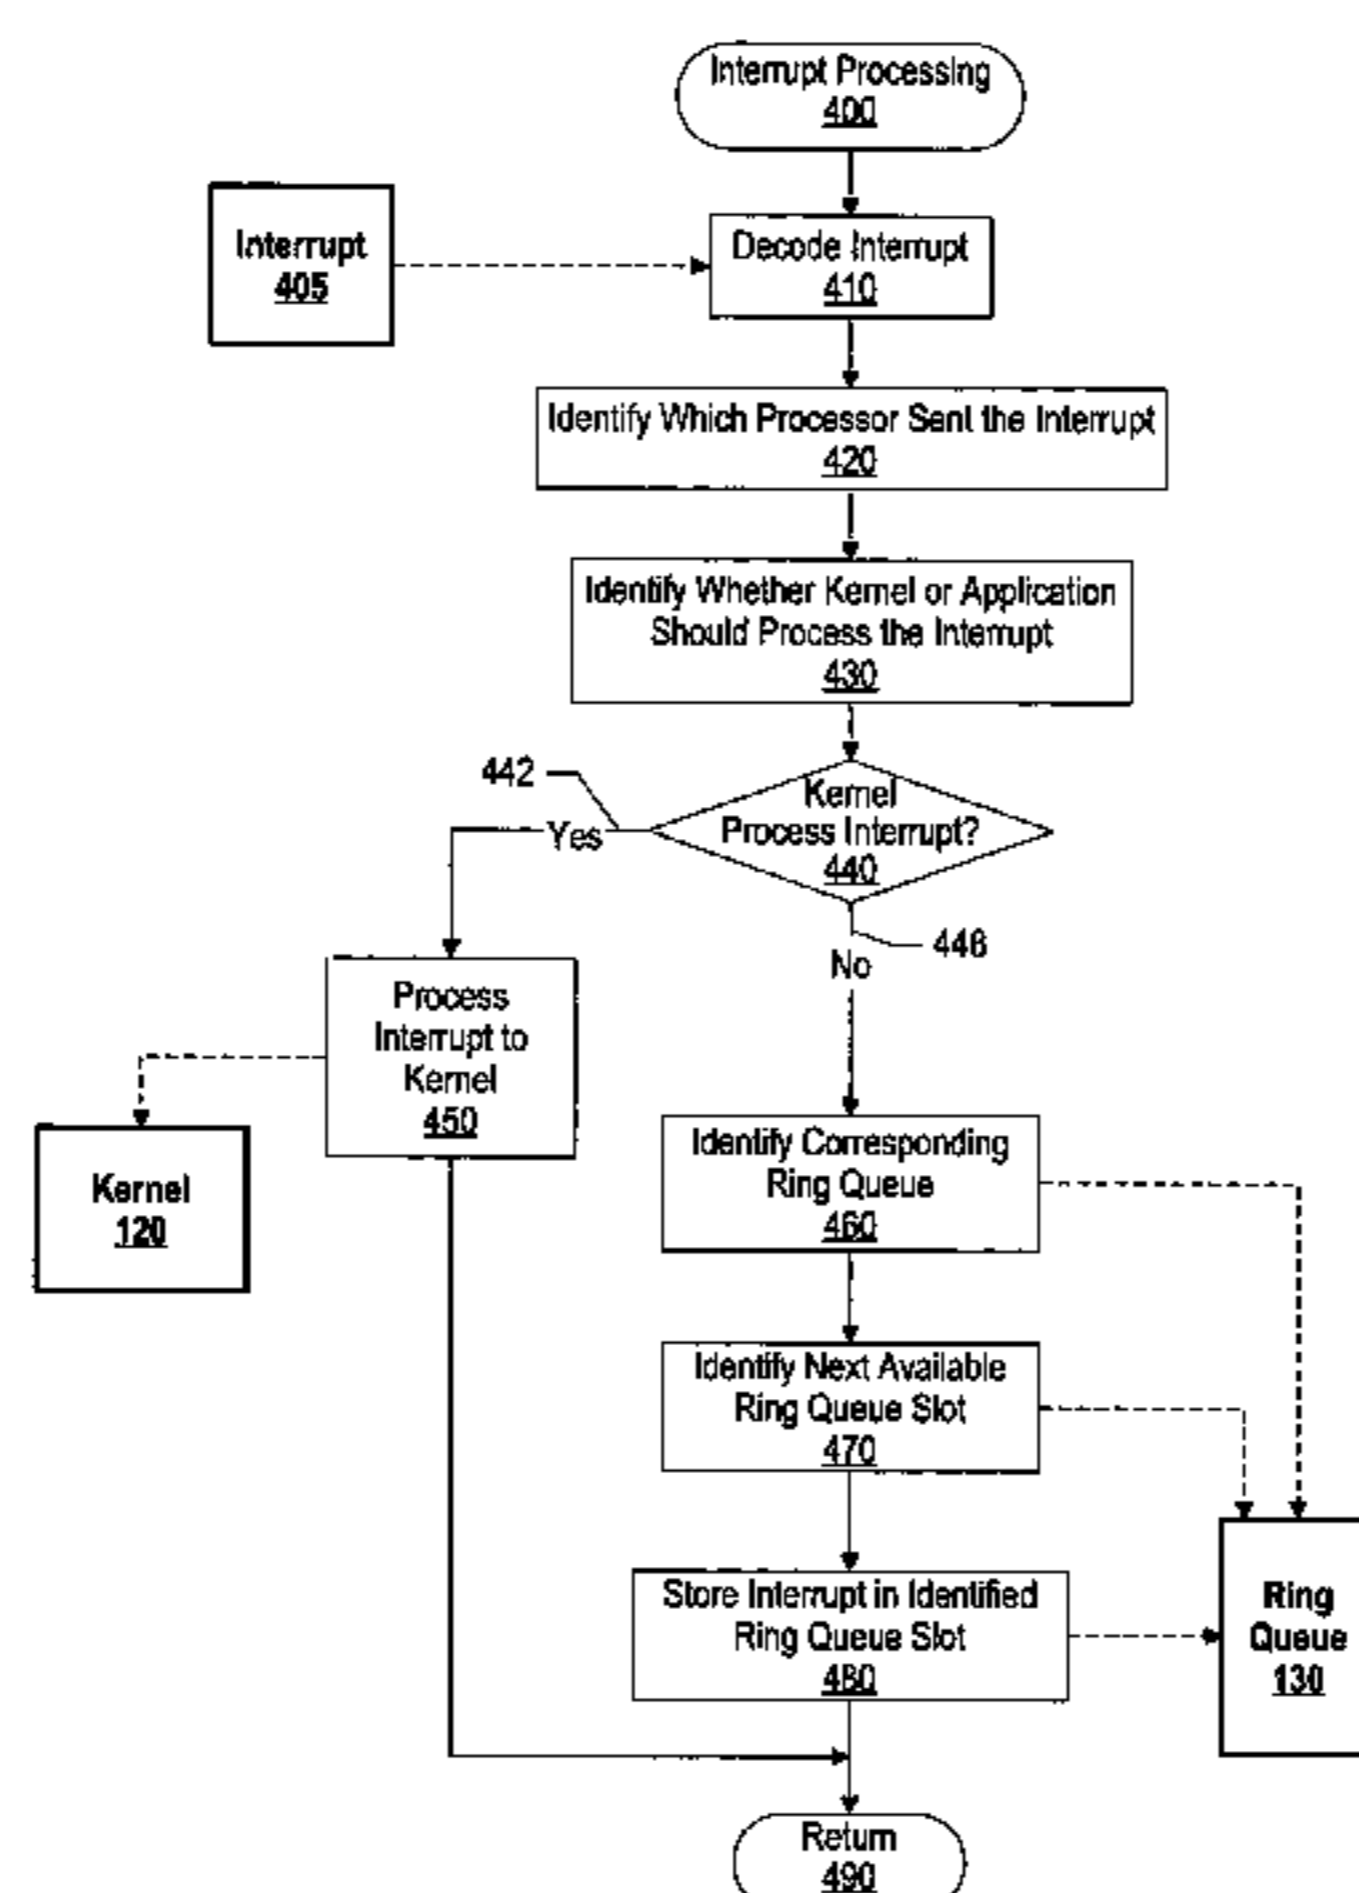 Interrupt Processing
400
Interrupt
405
Decode Interrupt
410
Identify Which Processor Sent the Interrupt
420
Identify Whether Kernel or Application
Should Process the Interrupt
430
442
Kernel
Process Interrupt?
440
Yes
446
No
Process
Interrupt to
Kernel
450
Kernel
120
Identify Corresponding
Ring Queue
460
Identify Next Available
Ring Queue Slot
470
Store Interrupt in Identified
Ring Queue Slot
480
Ring
Queue
130
Return
490